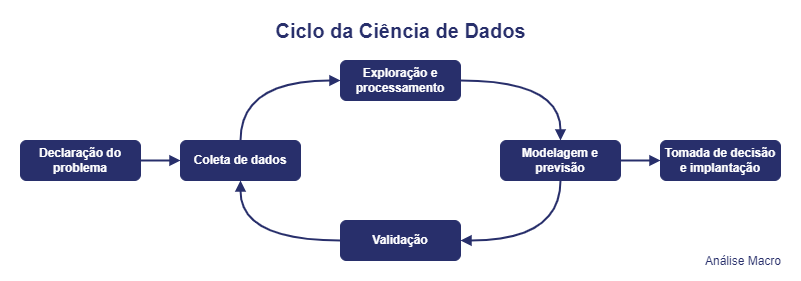 Ciclo da Ciência de Dados
Exploração e
processamento
Declaração do
problema
Coleta de dados
Modelagem e
previsão
Tomada de decisão
e implantação
Validação
Análise Macro